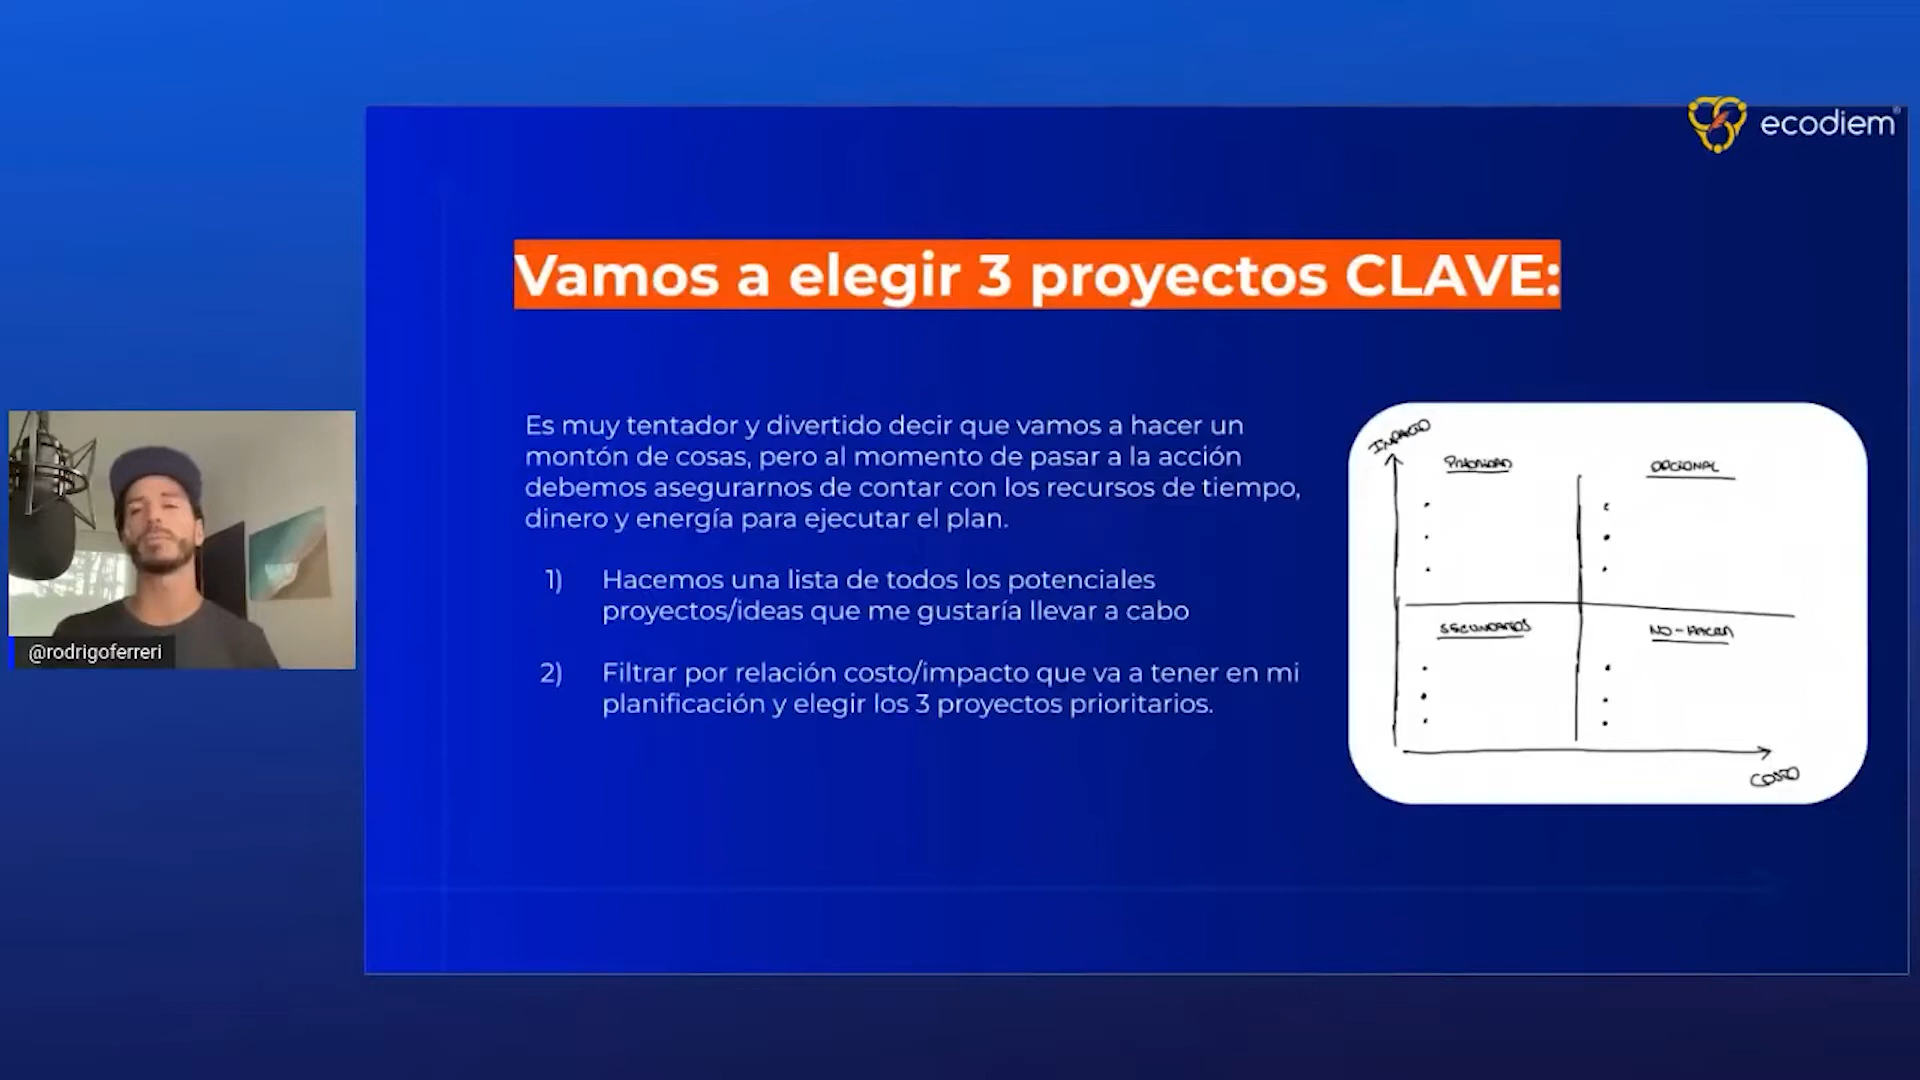 ecodiem
Vamos a elegir 3 proyectos CLAVE:
Es muy tentador y divertido decir que vamos a hacer un
montón de cosas, pero al momento de pasar a la acción
debemos asegurarnos de contar con los recursos de tiempo,
dinero y energía para ejecutar el plan.
1) Hacemos una lista de todos los potenciales
proyectos/ideas que me gustaría llevar a cabo
2) Filtrar por relación costo/impacto que va a tener en mi
planificación y elegir los 3 proyectos prioritarios.
IMPACTO
PRIORIDAD
OPCIONAL
SECUNDARIOS
NO-HACER
COSTO
@rodrigoferreri